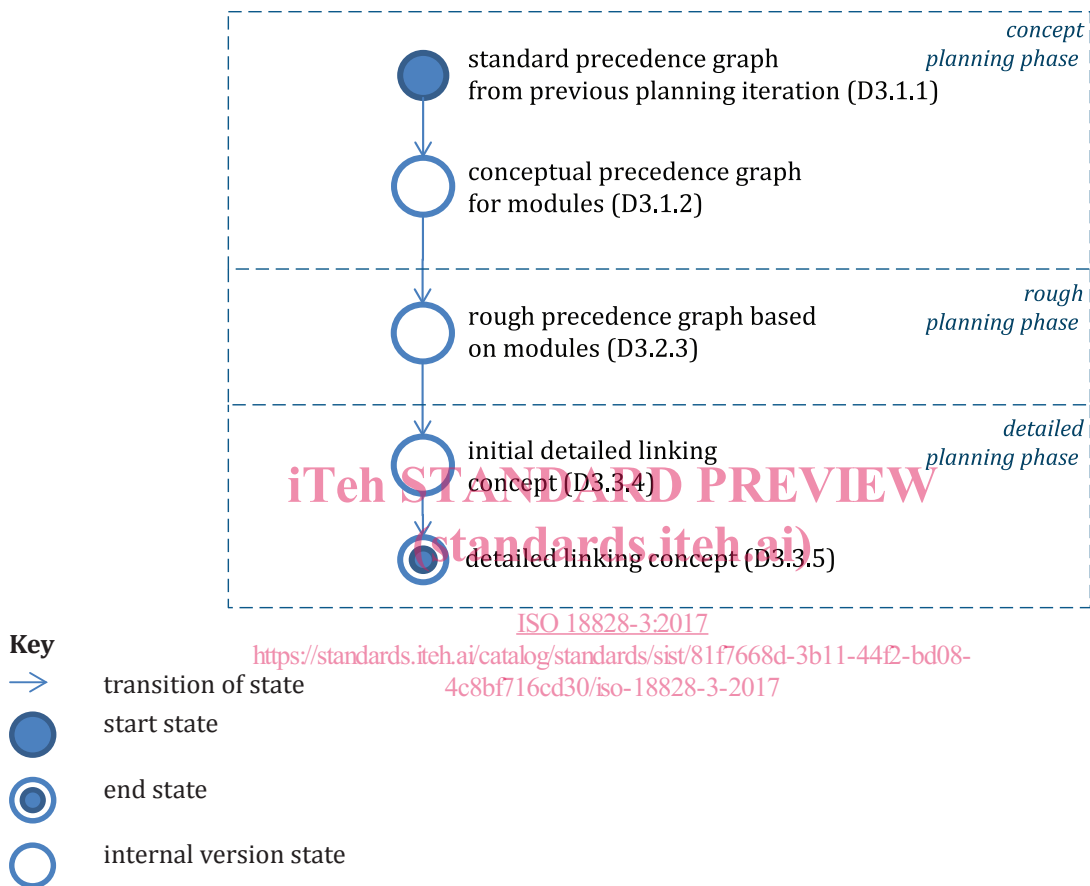 concept
planning phase
standard precedence graph
from previous planning iteration (D3.1.1)
conceptual precedence graph
for modules (D3.1.2)
rough
planning phase
rough precedence graph based
on modules (D3.2.3)
detailed
planning phase
initial detailed linking
concept (D3.3.4)
iTeh STANDARD PREVIEW
(standards.iteh.ai)
detailed linking concept (D3.3.5)
ISO 18828-3:2017
https://standards.iteh.ai/catalog/standards/sist/81f7668d-3b11-44f2-bd08-
4c8bf716cd30/iso-18828-3-2017
Key
transition of state
start state
end state
internal version state